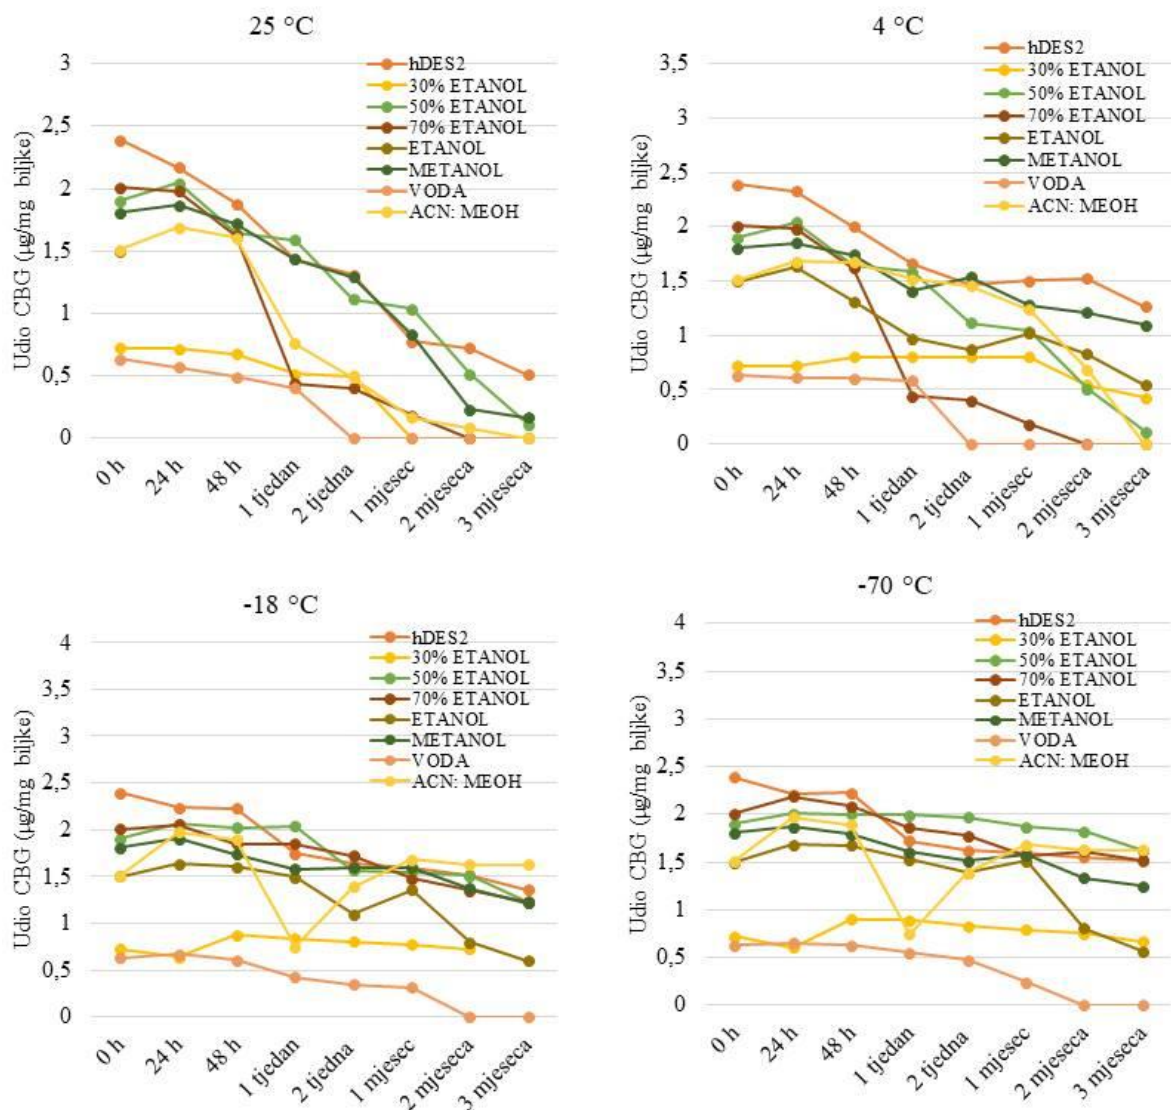 25 °C
3
2,5
2
1,5
1
0,5
0
Udio CBG (µg/mg biljke)
hDES2
30% ETANOL
50% ETANOL
70% ETANOL
ETANOL
METANOL
VODA
ACN: MEOH
0 h
24 h
48 h
1 tjedan
2 tjedna
1 mjesec
2 mjeseca
3 mjeseca
4 °C
3,5
3
2,5
2
1,5
1
0,5
0
Udio CBG (µg/mg biljke)
hDES2
30% ETANOL
50% ETANOL
70% ETANOL
ETANOL
METANOL
VODA
ACN: MEOH
0 h
24 h
48 h
1 tjedan
2 tjedna
1 mjesec
2 mjeseca
3 mjeseca
-18 °C
4
3,5
3
2,5
2
1,5
1
0,5
0
Udio CBG (µg/mg biljke)
hDES2
30% ETANOL
50% ETANOL
70% ETANOL
ETANOL
METANOL
VODA
ACN: MEOH
0 h
24 h
48 h
1 tjedan
2 tjedna
1 mjesec
2 mjeseca
3 mjeseca
-70 °C
4
3,5
3
2,5
2
1,5
1
0,5
0
Udio CBG (µg/mg biljke)
hDES2
30% ETANOL
50% ETANOL
70% ETANOL
ETANOL
METANOL
VODA
ACN: MEOH
0 h
24 h
48 h
1 tjedan
2 tjedna
1 mjesec
2 mjeseca
3 mjeseca